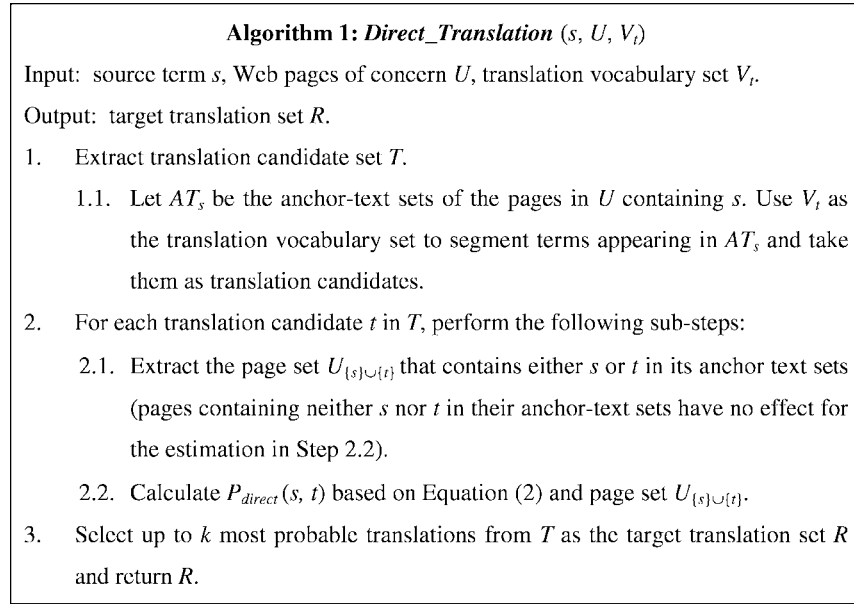 Algorithm 1: Direct_Translation (s, U, Vt)
Input: source term s, Web pages of concern U, translation vocabulary set Vt.
Output: target translation set R.
1. Extract translation candidate set T.
1.1. Let ATs be the anchor-text sets of the pages in U containing s. Use Vt as
the translation vocabulary set to segment terms appearing in ATs and take
them as translation candidates.
2. For each translation candidate t in T, perform the following sub-steps:
2.1. Extract the page set U{s}∪{t} that contains either s or t in its anchor text sets
(pages containing neither s nor t in their anchor-text sets have no effect for
the estimation in Step 2.2).
2.2. Calculate Pdirect(s, t) based on Equation (2) and page set U{s}∪{t}.
3. Select up to k most probable translations from T as the target translation set R
and return R.